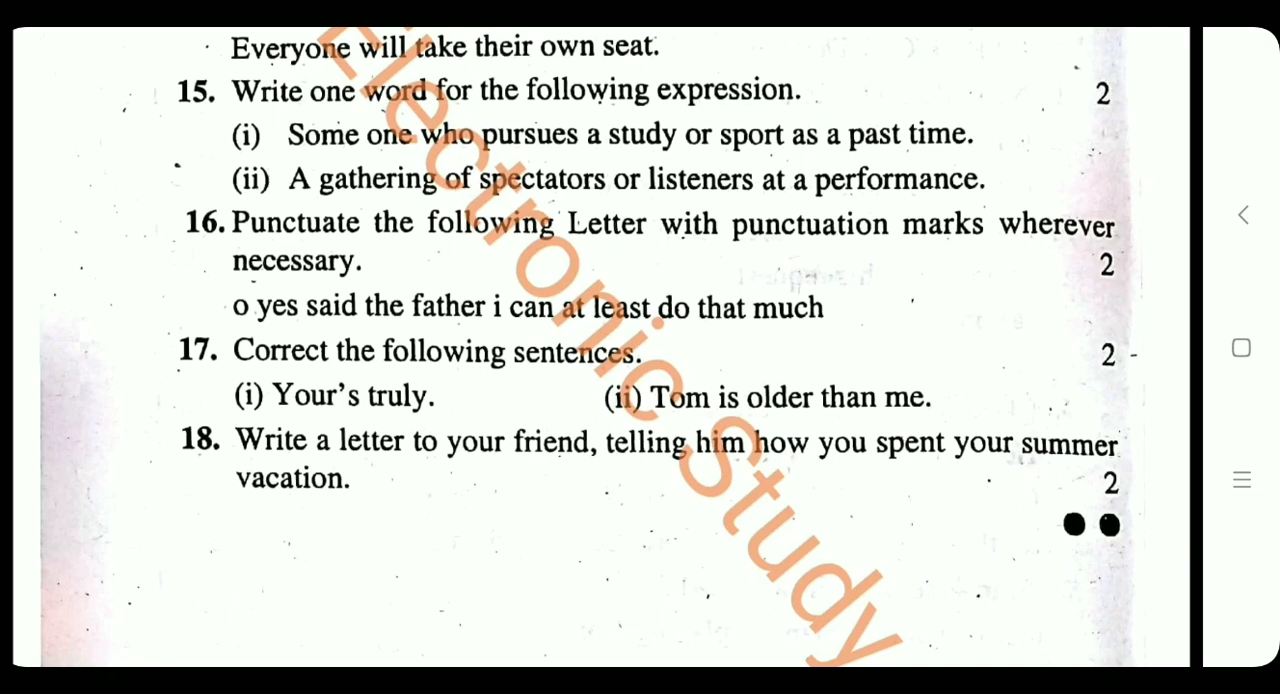 Everyone will take their own seat.
15. Write one word for the following expression. 2
(i) Some one who pursues a study or sport as a past time.
(ii) A gathering of spectators or listeners at a performance.
16. Punctuate the following Letter with punctuation marks wherever
necessary. 2
o yes said the father i can at least do that much
17. Correct the following sentences. 2
(i) Your's truly. (ii) Tom is older than me.
18. Write a letter to your friend, telling him how you spent your summer
vacation. 2
Electronic Study